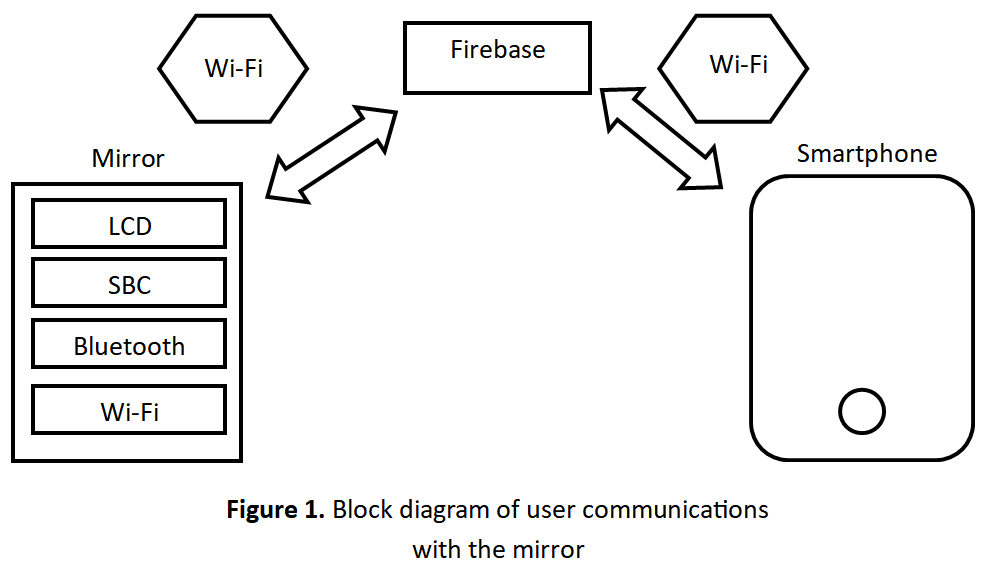 Wi-Fi
Firebase
Wi-Fi
Mirror
Smartphone
LCD
SBC
Bluetooth
Wi-Fi
Figure 1. Block diagram of user communications
with the mirror